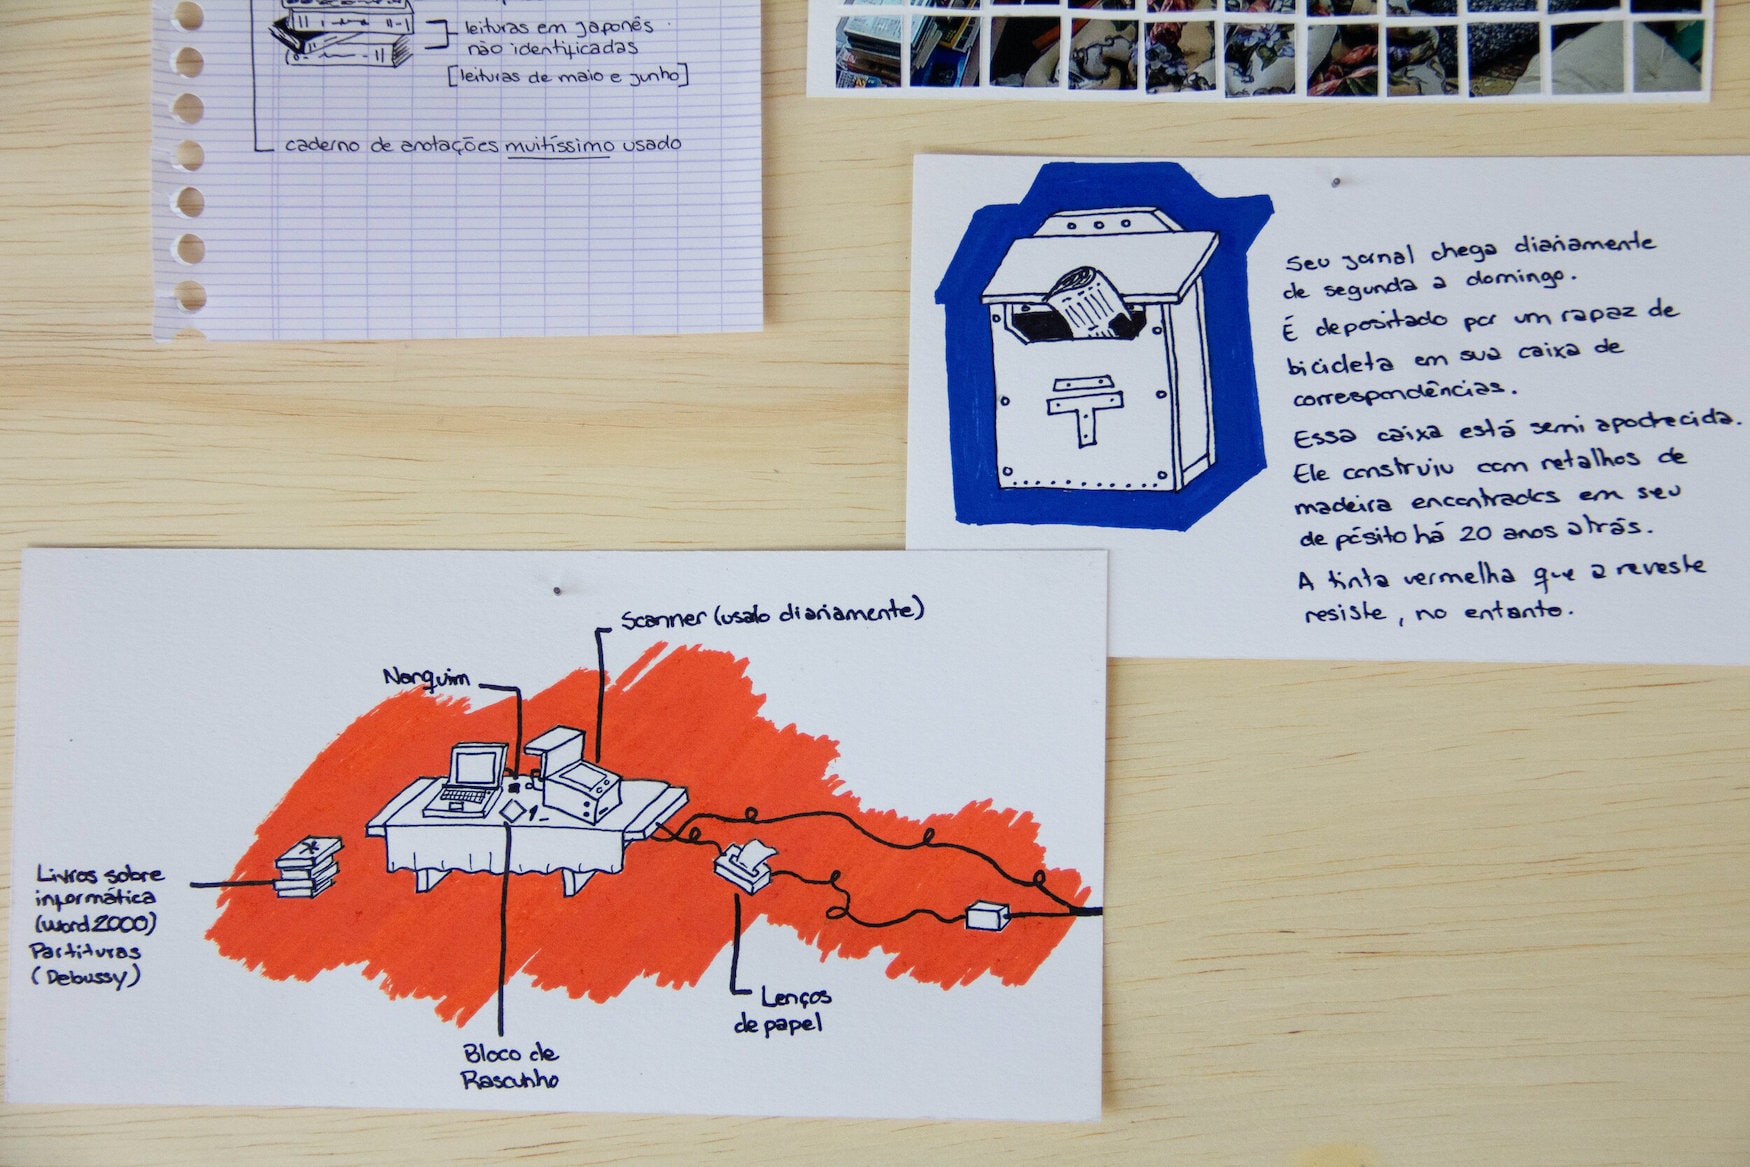 leituras em japonês
não identificadas
[leituras de maio e junho]
caderno de anotações muitíssimo usado
Seu jornal chega diariamente
de segunda a domingo.
É depositado por um rapaz de
bicicleta em sua caixa de
correspondências.
Essa caixa está semi apodrecida.
Ele construiu com retalhos de
madeira encontrados em seu
depósito há 20 anos atrás.
A tinta vermelha que a reveste
resiste, no entanto.
Scanner (usado diariamente)
Nanquim
Livros sobre
informática
(word 2000)
Partituras
(Debussy)
Lenços
de papel
Bloco de
Rascunho